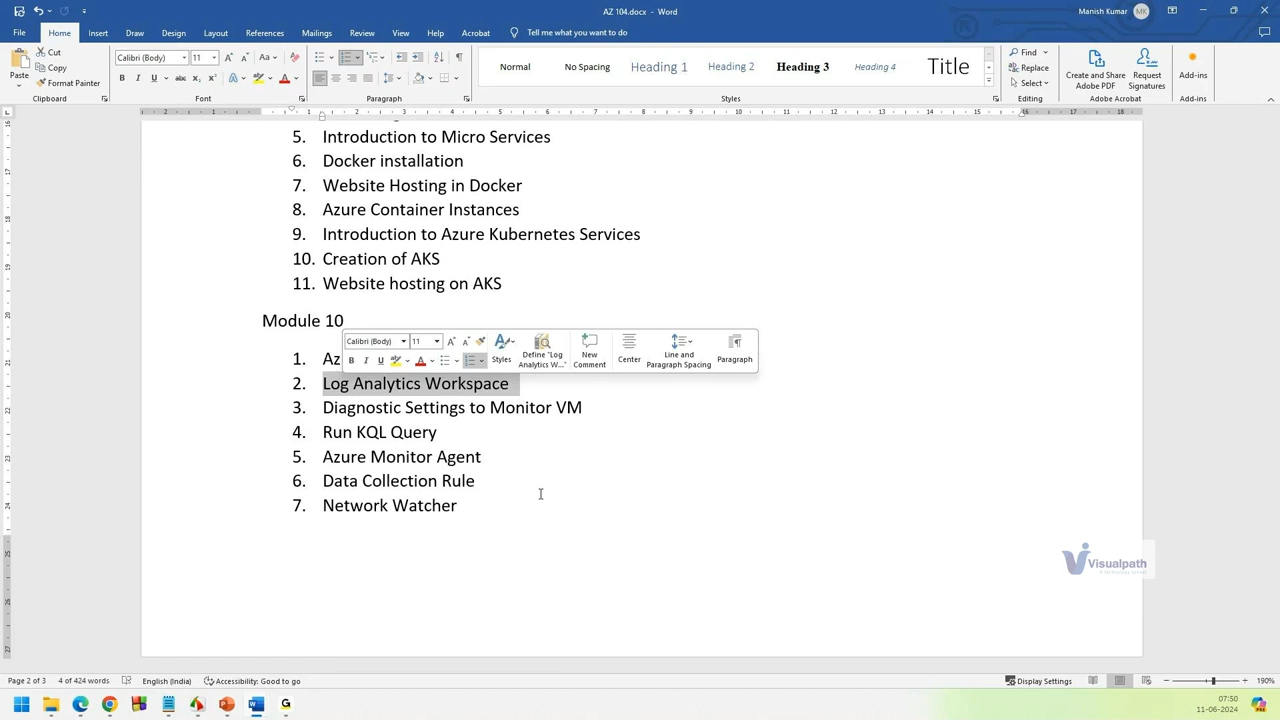 AZ 104.docx - Word
Manish Kumar MK
File Home Insert Draw Design Layout References Mailings Review View Help Acrobat Tell me what you want to do
Paste Cut Copy Format Painter
Calibri (Body) 11
Normal No Spacing Heading 1 Heading 2 Heading 3 Heading 4 Title
Find Replace Select
Create and Share Adobe PDF Request Signatures Add-ins
Clipboard Font Paragraph Styles Editing Adobe Acrobat Add-ins
5. Introduction to Micro Services
6. Docker installation
7. Website Hosting in Docker
8. Azure Container Instances
9. Introduction to Azure Kubernetes Services
10. Creation of AKS
11. Website hosting on AKS
Module 10
Calibri (Body) 11
Styles Define "Log Analytics W..." New Comment Center Line and Paragraph Spacing Paragraph
1. Az
2. Log Analytics Workspace
3. Diagnostic Settings to Monitor VM
4. Run KQL Query
5. Azure Monitor Agent
6. Data Collection Rule
7. Network Watcher
Visualpath
Page 2 of 3 4 of 424 words English (India) Accessibility: Good to go Display Settings 190%
07:50
11-06-2024